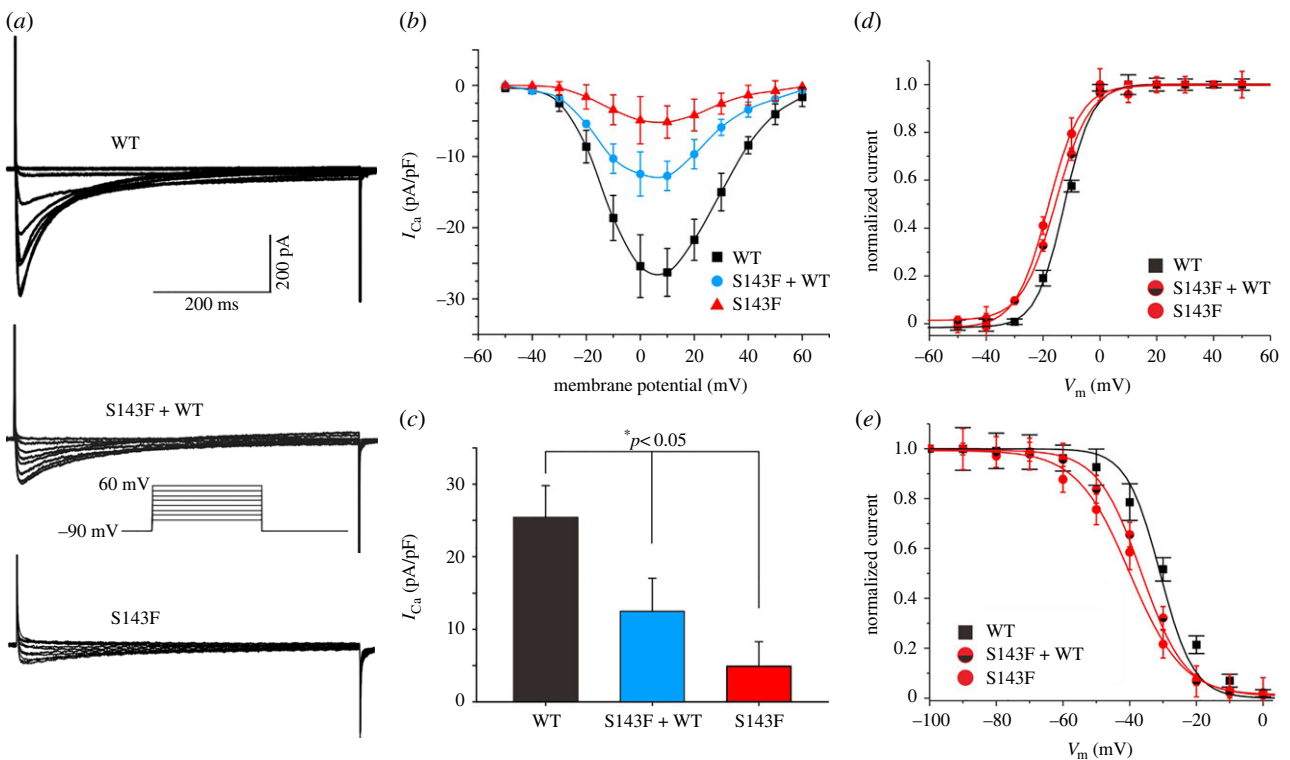 (a)
WT
200 pA
200 ms
S143F + WT
60 mV
–90 mV
S143F
(b)
0
–10
–20
–30
I Ca (pA/pF)
WT
S143F + WT
S143F
–60 –40 –20 0 20 40 60
membrane potential (mV)
(c)
*p< 0.05
30
20
10
0
I Ca (pA/pF)
WT S143F + WT S143F
(d)
1.0
0.8
0.6
0.4
0.2
0
normalized current
WT
S143F + WT
S143F
–60 –40 –20 0 20 40 60
V m (mV)
(e)
1.0
0.8
0.6
0.4
0.2
0.0
normalized current
WT
S143F + WT
S143F
–100 –80 –60 –40 –20 0
V m (mV)